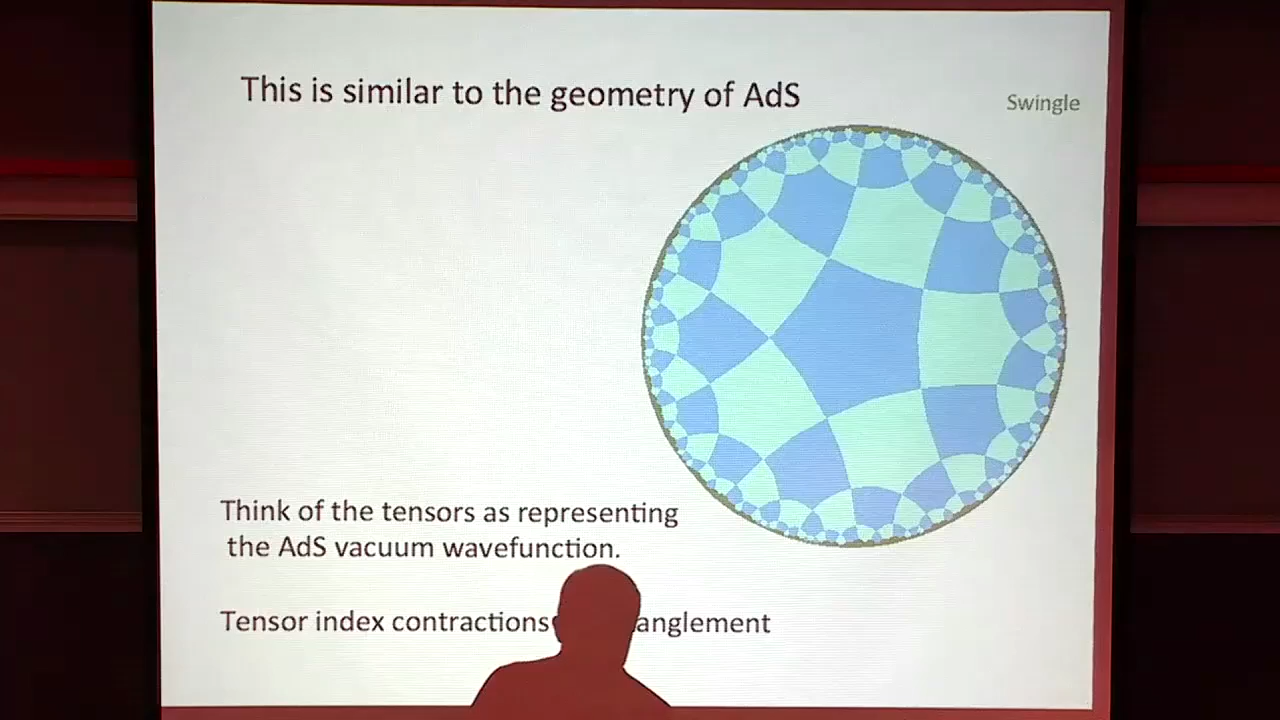 This is similar to the geometry of AdS
Swingle
Think of the tensors as representing
the AdS vacuum wavefunction.
Tensor index contractions anglement